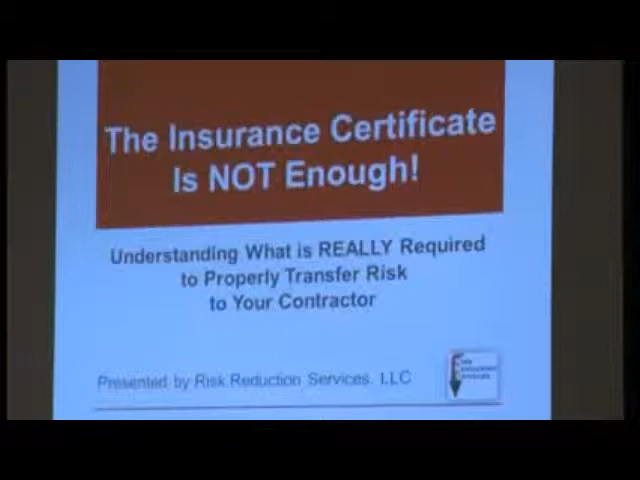 The Insurance Certificate
Is NOT Enough!
Understanding What is REALLY Required
to Properly Transfer Risk
to Your Contractor
Presented by Risk Reduction Services, LLC